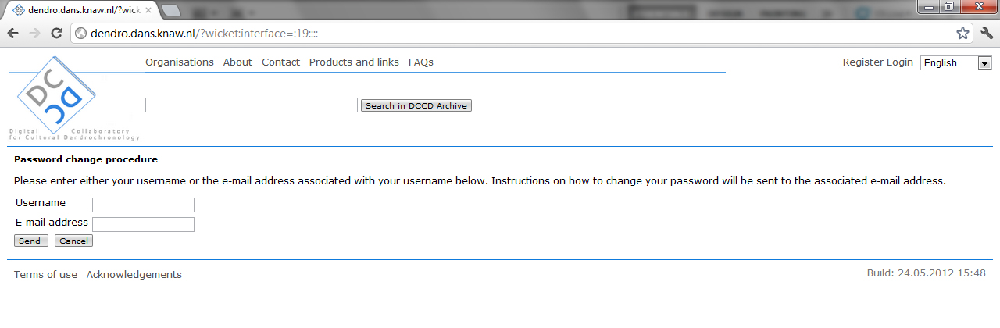 dendro.dans.knaw.nl/?wick
dendro.dans.knaw.nl/?wicket:interface=:19::::
Organisations About Contact Products and links FAQs
Register Login English
DC
CD
Search in DCCD Archive
Digital Collaboratory
for Cultural Dendrochronology
Password change procedure
Please enter either your username or the e-mail address associated with your username below. Instructions on how to change your password will be sent to the associated e-mail address.
Username
E-mail address
Send Cancel
Terms of use Acknowledgements
Build: 24.05.2012 15:48